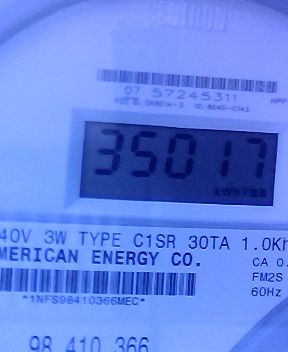 CENTRON
07 57245311
35017
kWh
40V 3W TYPE C1SR 30TA 1.0Kh
MERICAN ENERGY CO.
CA 0.
FM2S
*1NFS98410366MEC*
60Hz
98 410 366